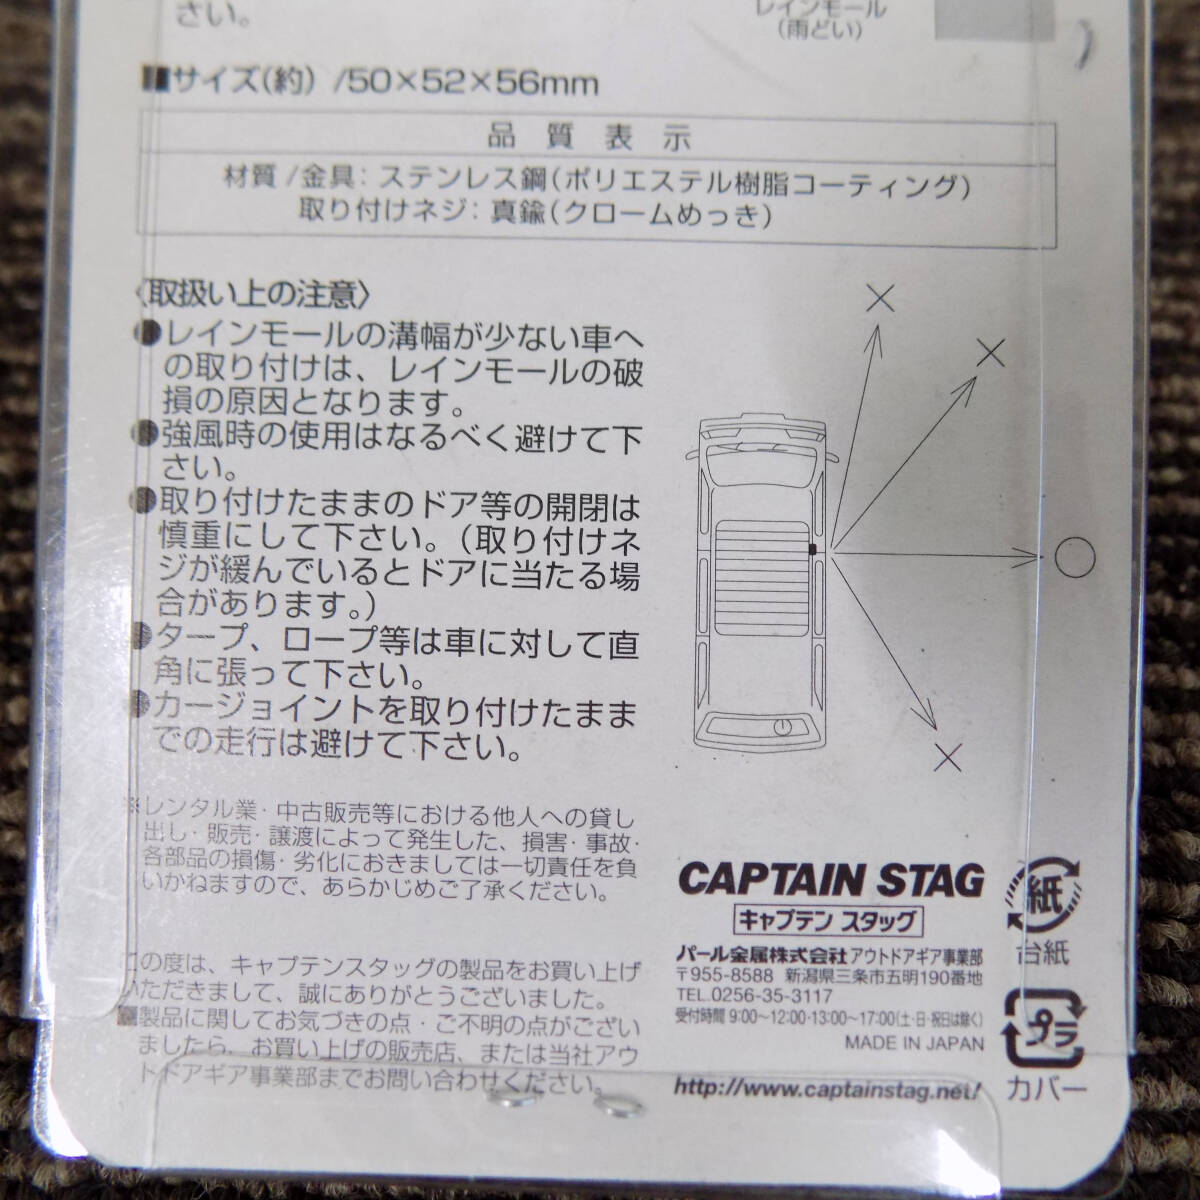 さい。
レインモール
(雨どい)
■サイズ(約) /50×52×56mm
品 質 表 示
材質/金具：ステンレス鋼(ポリエステル樹脂コーティング)
取り付けネジ：真鍮(クロームめっき)
〈取扱い上の注意〉
●レインモールの溝幅が少ない車へ
の取り付けは、レインモールの破
損の原因となります。
●強風時の使用はなるべく避けて下
さい。
●取り付けたままのドア等の開閉は
慎重にして下さい。(取り付けネ
ジが緩んでいるとドアに当たる場
合があります。)
●タープ、ロープ等は車に対して直
角に張って下さい。
●カージョイントを取り付けたまま
での走行は避けて下さい。
※レンタル業・中古販売等における他人への貸し
出し・販売・譲渡によって発生した、損害・事故・
各部品の損傷・劣化におきましては一切責任を負
いかねますので、あらかじめご了承ください。
この度は、キャプテンスタッグの製品をお買い上げ
いただきまして、誠にありがとうございました。
■製品に関してお気づきの点・ご不明の点がござい
ましたら、お買い上げの販売店、または当社アウ
トドアギア事業部までお問い合わせください。
CAPTAIN STAG
キャプテン スタッグ
パール金属株式会社 アウトドアギア事業部
〒955-8588 新潟県三条市五明190番地
TEL.0256-35-3117
受付時間 9:00〜12:00・13:00〜17:00(土・日・祝日は除く)
MADE IN JAPAN
http://www.captainstag.net/
紙
台紙
プラ
カバー